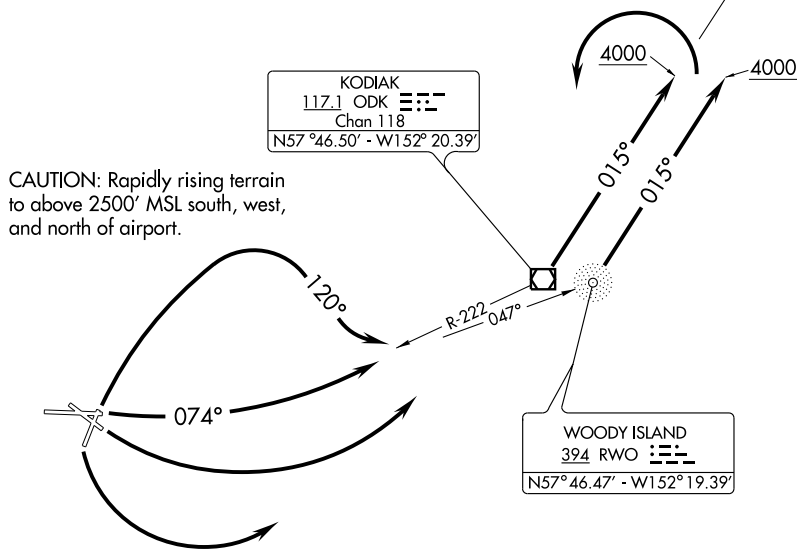 4000
4000
KODIAK
117.1 ODK
Chan 118
N57 °46.50′ - W152° 20.39′
015°
015°
CAUTION: Rapidly rising terrain
to above 2500′ MSL south, west,
and north of airport.
120°
R-222
047°
074°
WOODY ISLAND
394 RWO
N57°46.47′ - W152°19.39′